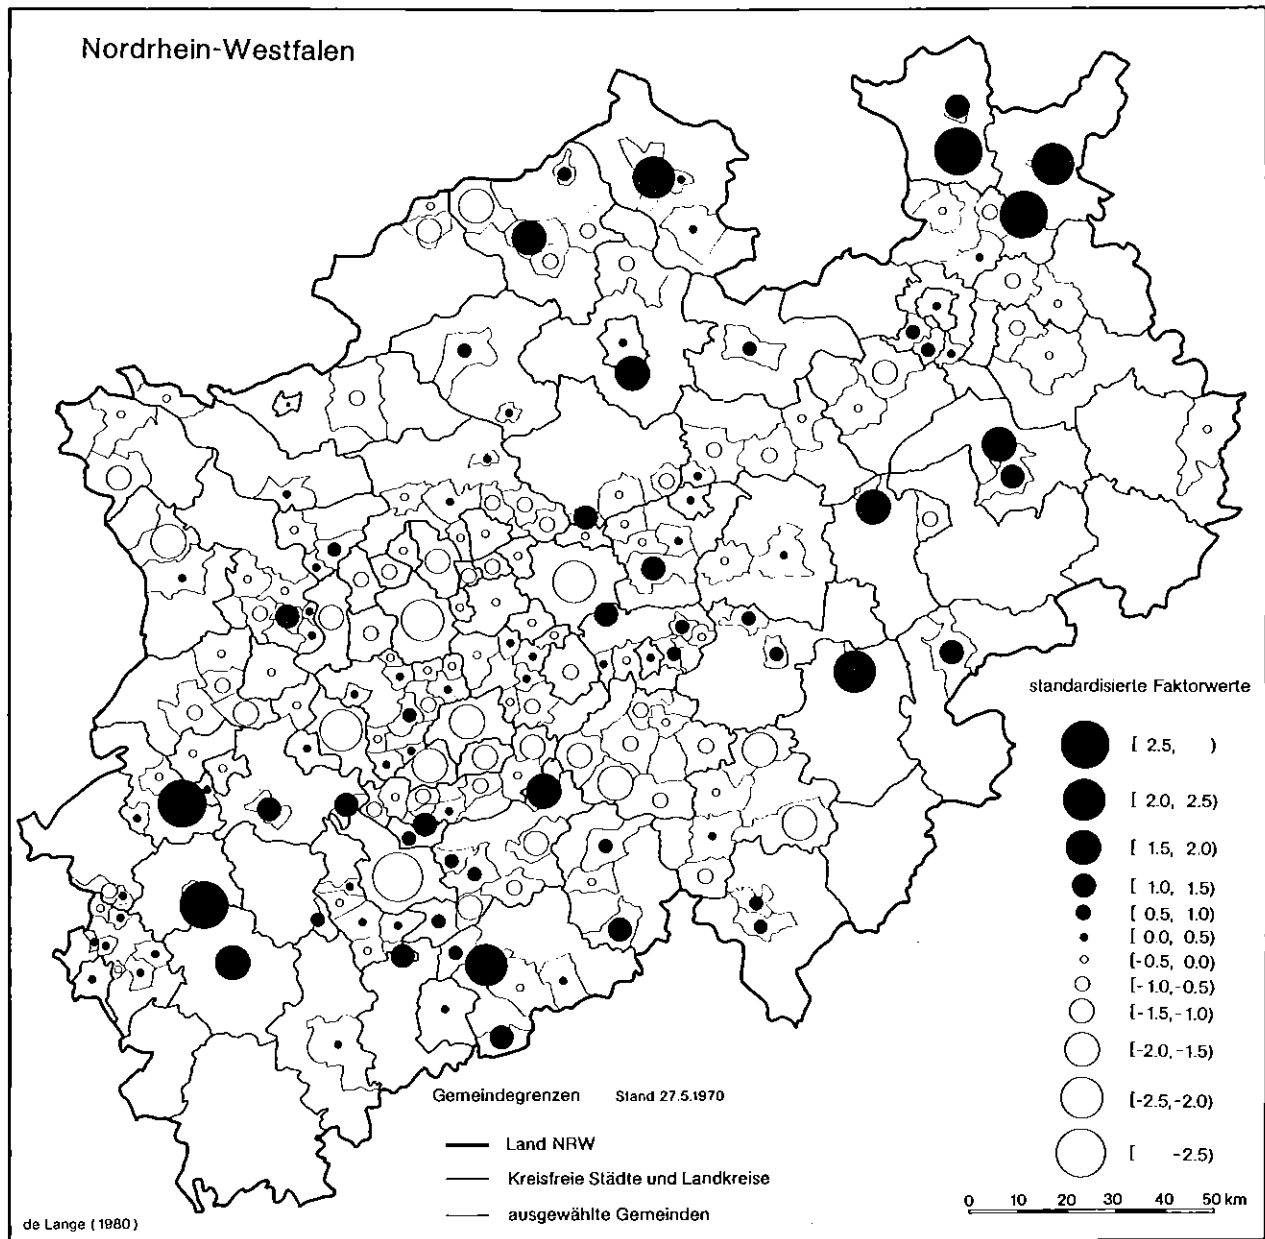 Nordrhein-Westfalen
standardisierte Faktorwerte
[ 2.5, )
[ 2.0, 2.5)
[ 1.5, 2.0)
[ 1.0, 1.5)
[ 0.5, 1.0)
[ 0.0, 0.5)
[-0.5, 0.0)
[-1.0,-0.5)
[-1.5,-1.0)
[-2.0,-1.5)
[-2.5,-2.0)
[ -2.5)
Gemeindegrenzen Stand 27.5.1970
Land NRW
Kreisfreie Städte und Landkreise
ausgewählte Gemeinden
0 10 20 30 40 50 km
de Lange (1980)